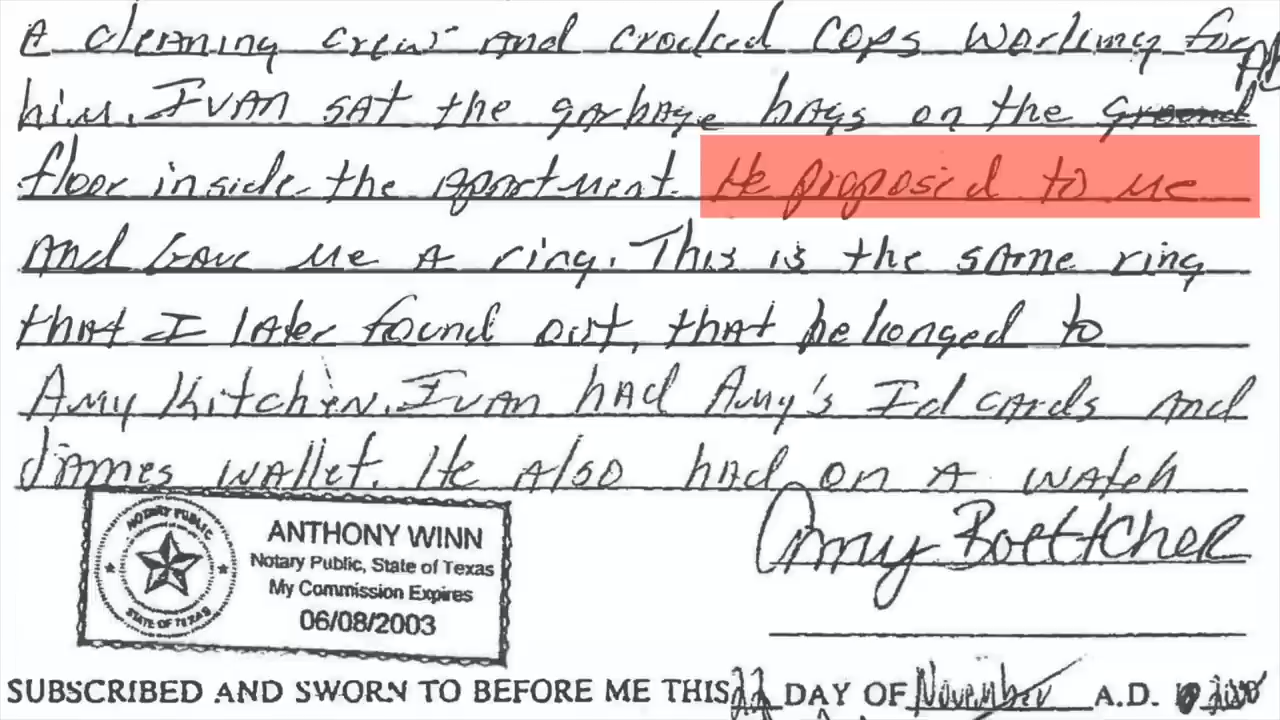 A cleaning crew and crocked cops working for
him. Ivan sat the garbage bags on the ground AB
floor inside the apartment. He proposed to me
And Gave me A ring. This is the same ring
that I later found out, that belonged to
Amy Kitchen. Ivan had Amy's Id cards And
James wallet. He also had on A watch
Amy Boettcher
NOTARY PUBLIC
STATE OF TEXAS
ANTHONY WINN
Notary Public, State of Texas
My Commission Expires
06/08/2003
SUBSCRIBED AND SWORN TO BEFORE ME THIS 22 DAY OF November A.D. 2000